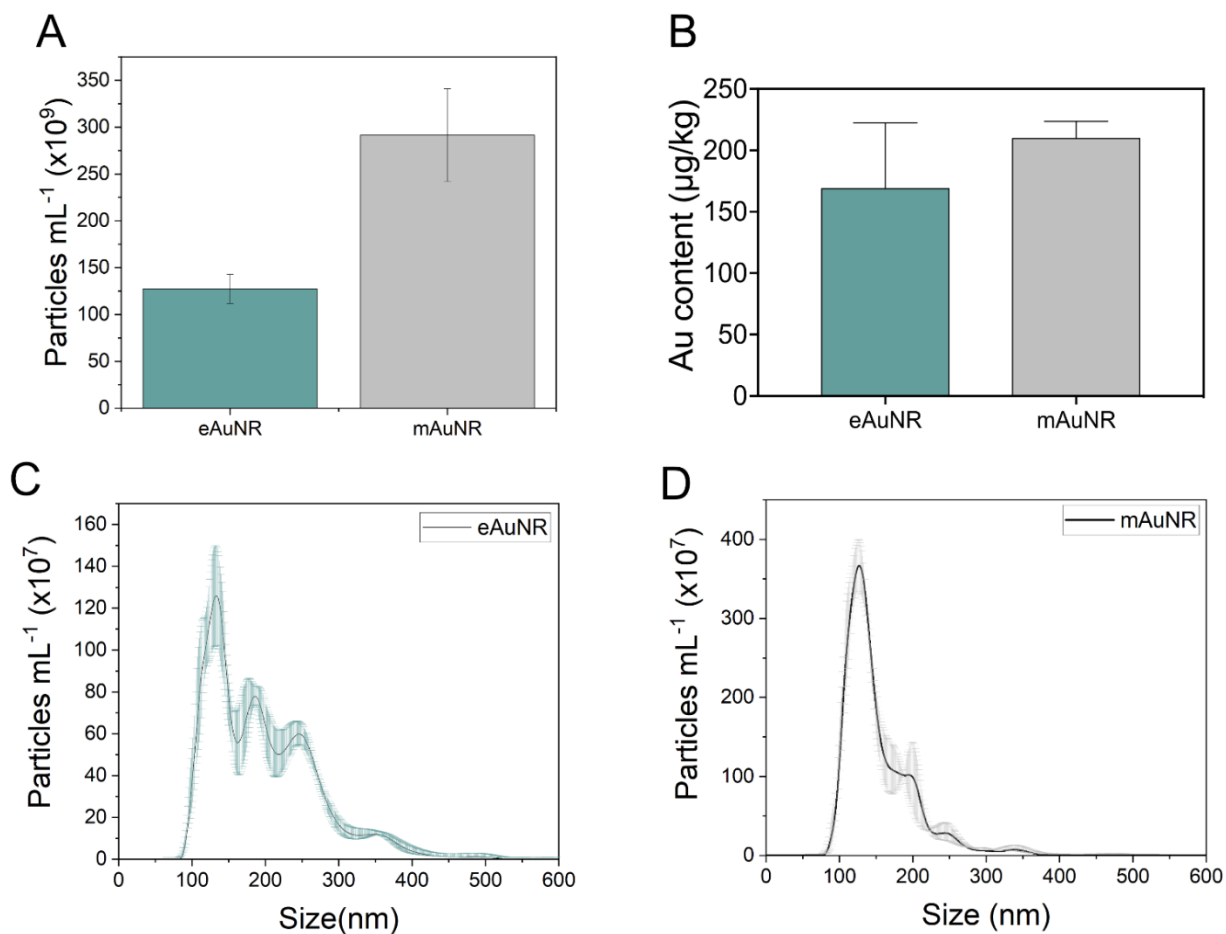 A
Particles mL⁻¹ (x10⁹)
350
300
250
200
150
100
50
0
eAuNR
mAuNR
B
Au content (µg/kg)
250
200
150
100
50
0
eAuNR
mAuNR
C
Particles mL⁻¹ (x10⁷)
160
140
120
100
80
60
40
20
0
eAuNR
0 100 200 300 400 500 600
Size(nm)
D
Particles mL⁻¹ (x10⁷)
400
300
200
100
0
mAuNR
0 100 200 300 400 500 600
Size (nm)